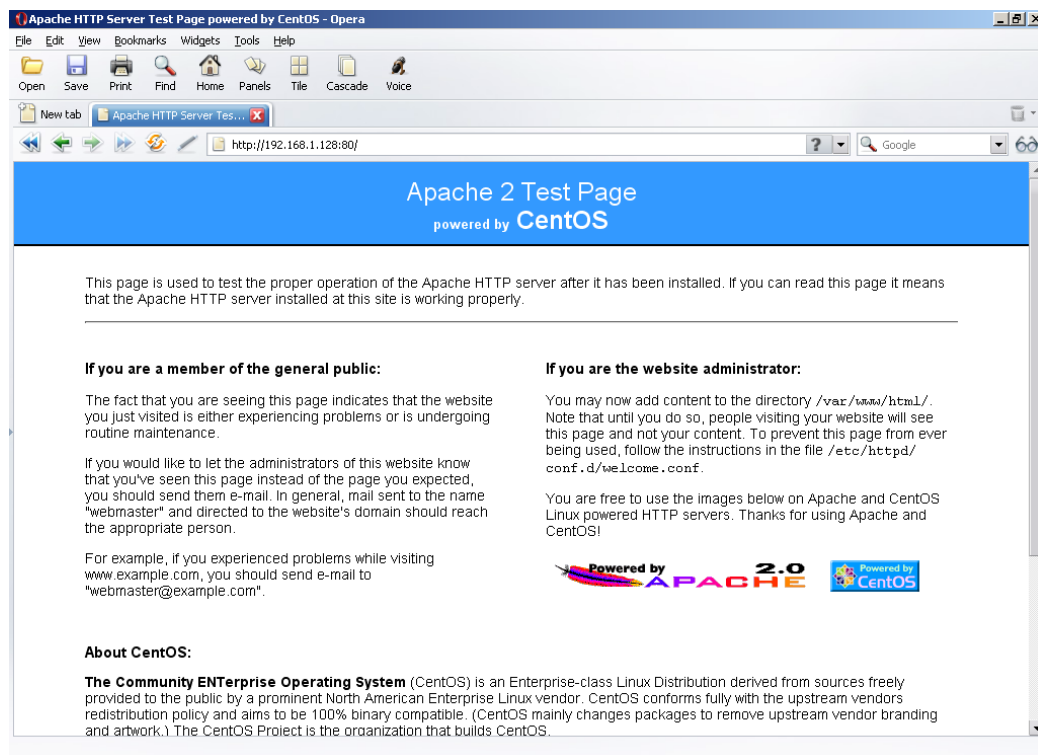 Apache HTTP Server Test Page powered by CentOS - Opera
File Edit View Bookmarks Widgets Tools Help
Open Save Print Find Home Panels Tile Cascade Voice
New tab Apache HTTP Server Tes...
http://192.168.1.128:80/ ? Google
Apache 2 Test Page
powered by CentOS
This page is used to test the proper operation of the Apache HTTP server after it has been installed. If you can read this page it means
that the Apache HTTP server installed at this site is working properly.
If you are a member of the general public:
The fact that you are seeing this page indicates that the website
you just visited is either experiencing problems or is undergoing
routine maintenance.
If you would like to let the administrators of this website know
that you've seen this page instead of the page you expected,
you should send them e-mail. In general, mail sent to the name
"webmaster" and directed to the website's domain should reach
the appropriate person.
For example, if you experienced problems while visiting
www.example.com, you should send e-mail to
"webmaster@example.com".
If you are the website administrator:
You may now add content to the directory /var/www/html/.
Note that until you do so, people visiting your website will see
this page and not your content. To prevent this page from ever
being used, follow the instructions in the file /etc/httpd/
conf.d/welcome.conf.
You are free to use the images below on Apache and CentOS
Linux powered HTTP servers. Thanks for using Apache and
CentOS!
Powered by 2.0
APACHE
Powered by
CentOS
About CentOS:
The Community ENTerprise Operating System (CentOS) is an Enterprise-class Linux Distribution derived from sources freely
provided to the public by a prominent North American Enterprise Linux vendor. CentOS conforms fully with the upstream vendors
redistribution policy and aims to be 100% binary compatible. (CentOS mainly changes packages to remove upstream vendor branding
and artwork.) The CentOS Project is the organization that builds CentOS.